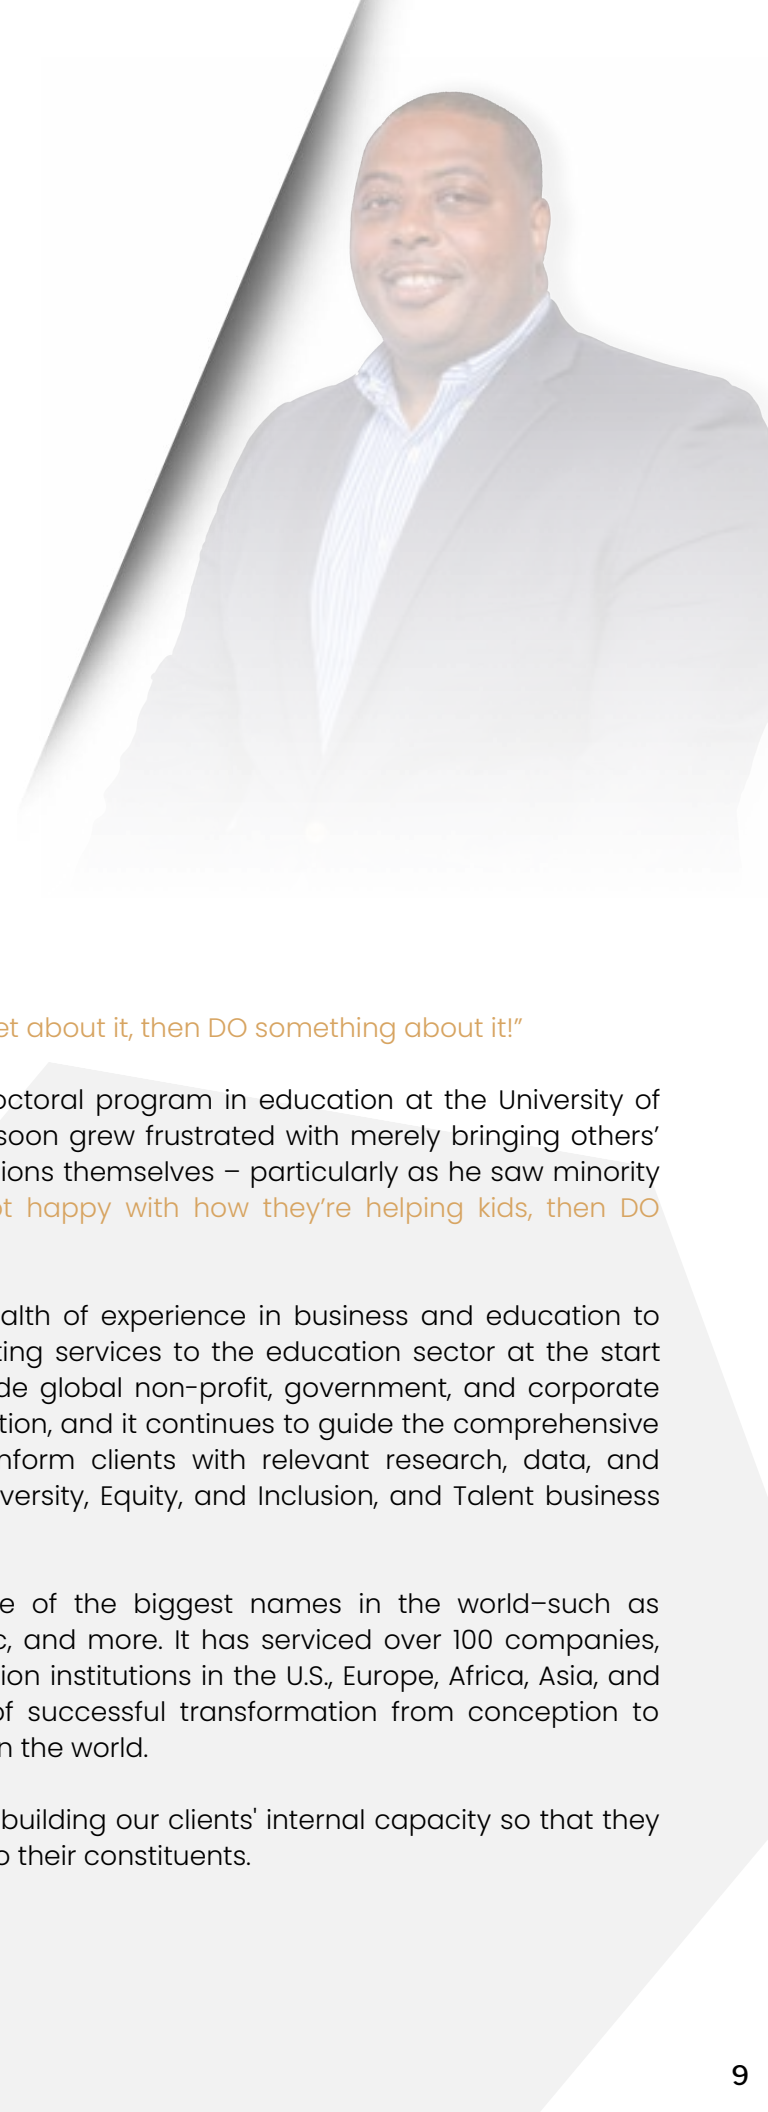 et about it, then DO something about it!”
octoral program in education at the University of
soon grew frustrated with merely bringing others’
ions themselves – particularly as he saw minority
ot happy with how they’re helping kids, then DO
alth of experience in business and education to
ting services to the education sector at the start
de global non-profit, government, and corporate
tion, and it continues to guide the comprehensive
nform clients with relevant research, data, and
versity, Equity, and Inclusion, and Talent business
e of the biggest names in the world–such as
c, and more. It has serviced over 100 companies,
ion institutions in the U.S., Europe, Africa, Asia, and
of successful transformation from conception to
n the world.
building our clients' internal capacity so that they
o their constituents.
9